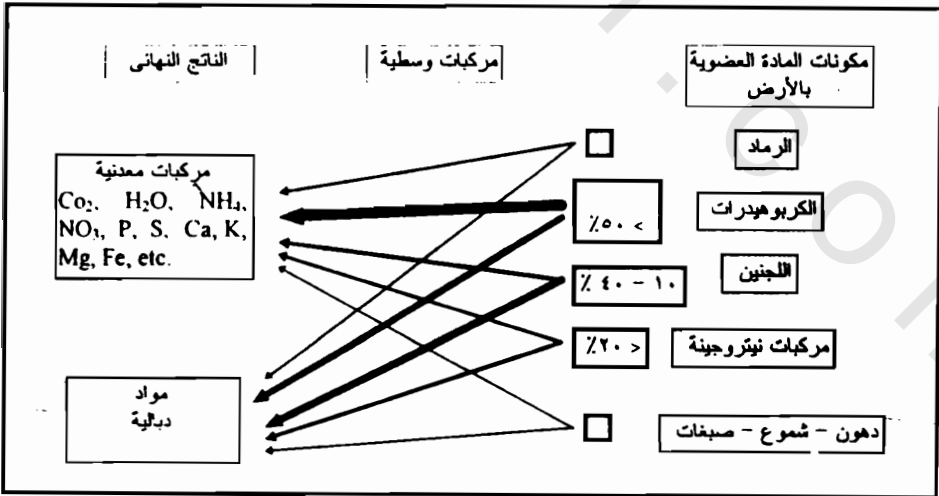 مكونات المادة العضوية
بالأرض
مركبات وسطية
الناتج النهائى
الرماد
الكربوهيدرات
> ٥٠٪
اللجنين
١٠ – ٤٠ ٪
مركبات نيتروجينة
< ٢٠٪
دهون – شموع – صبغات
مركبات معدنية
Co₂، H₂O، NH₄,
NO₃, P, S, Ca, K,
Mg, Fe, etc.
مواد
دبالية